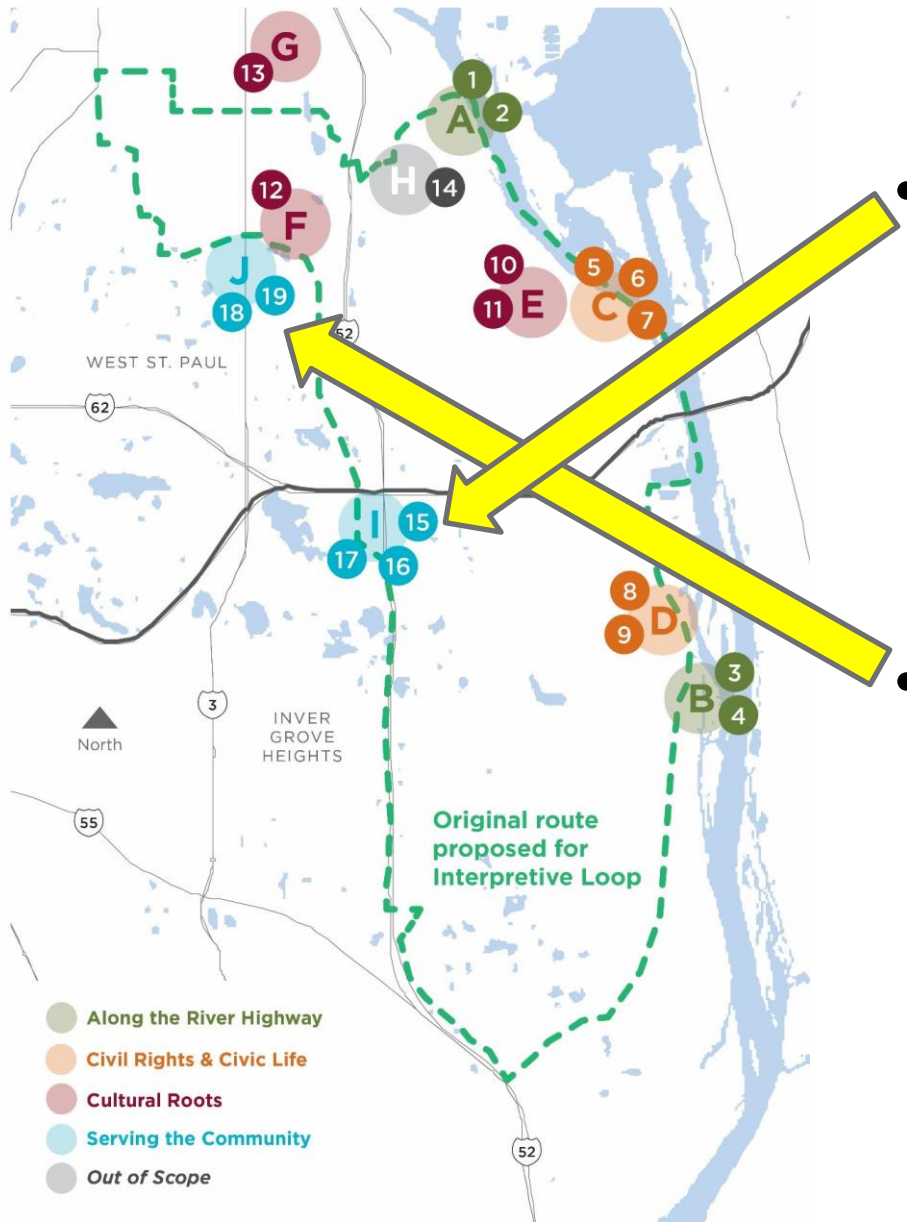 G
13
1
A
2
H
14
12
F
10
5
6
J
19
11
E
C
7
18
52
WEST ST. PAUL
62
I
15
17
16
8
D
9
3
B
4
3
North
INVER
GROVE
HEIGHTS
55
Original route
proposed for
Interpretive Loop
Along the River Highway
Civil Rights & Civic Life
Cultural Roots
Serving the Community
Out of Scope
52